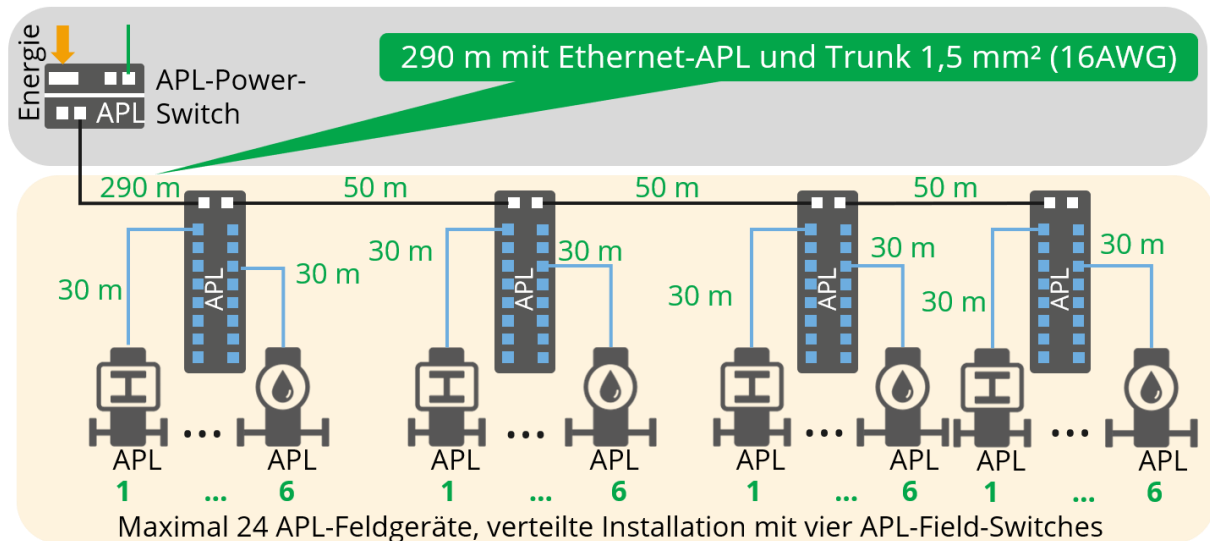 Energie
APL-Power-
Switch
APL
290 m mit Ethernet-APL und Trunk 1,5 mm² (16AWG)
290 m 50 m 50 m 50 m
30 m 30 m APL
30 m 30 m APL
30 m 30 m APL
30 m 30 m APL
... ... ... ...
APL APL APL APL APL APL APL APL
1 ... 6 1 ... 6 1 ... 6 1 ... 6
Maximal 24 APL-Feldgeräte, verteilte Installation mit vier APL-Field-Switches